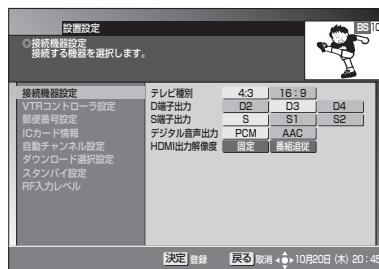 設置設定
BS 10
◎接続機器設定
接続する機器を選択します。
接続機器設定
VTRコントローラ設定
郵便番号設定
ICカード情報
自動チャンネル設定
ダウンロード選択設定
スタンバイ設定
RF入力レベル
テレビ種別 4:3 16:9
D端子出力 D2 D3 D4
S端子出力 S S1 S2
デジタル音声出力 PCM AAC
HDMI出力解像度 固定 番組追従
決定 登録 戻る 取消 10月20日 (木) 20:45